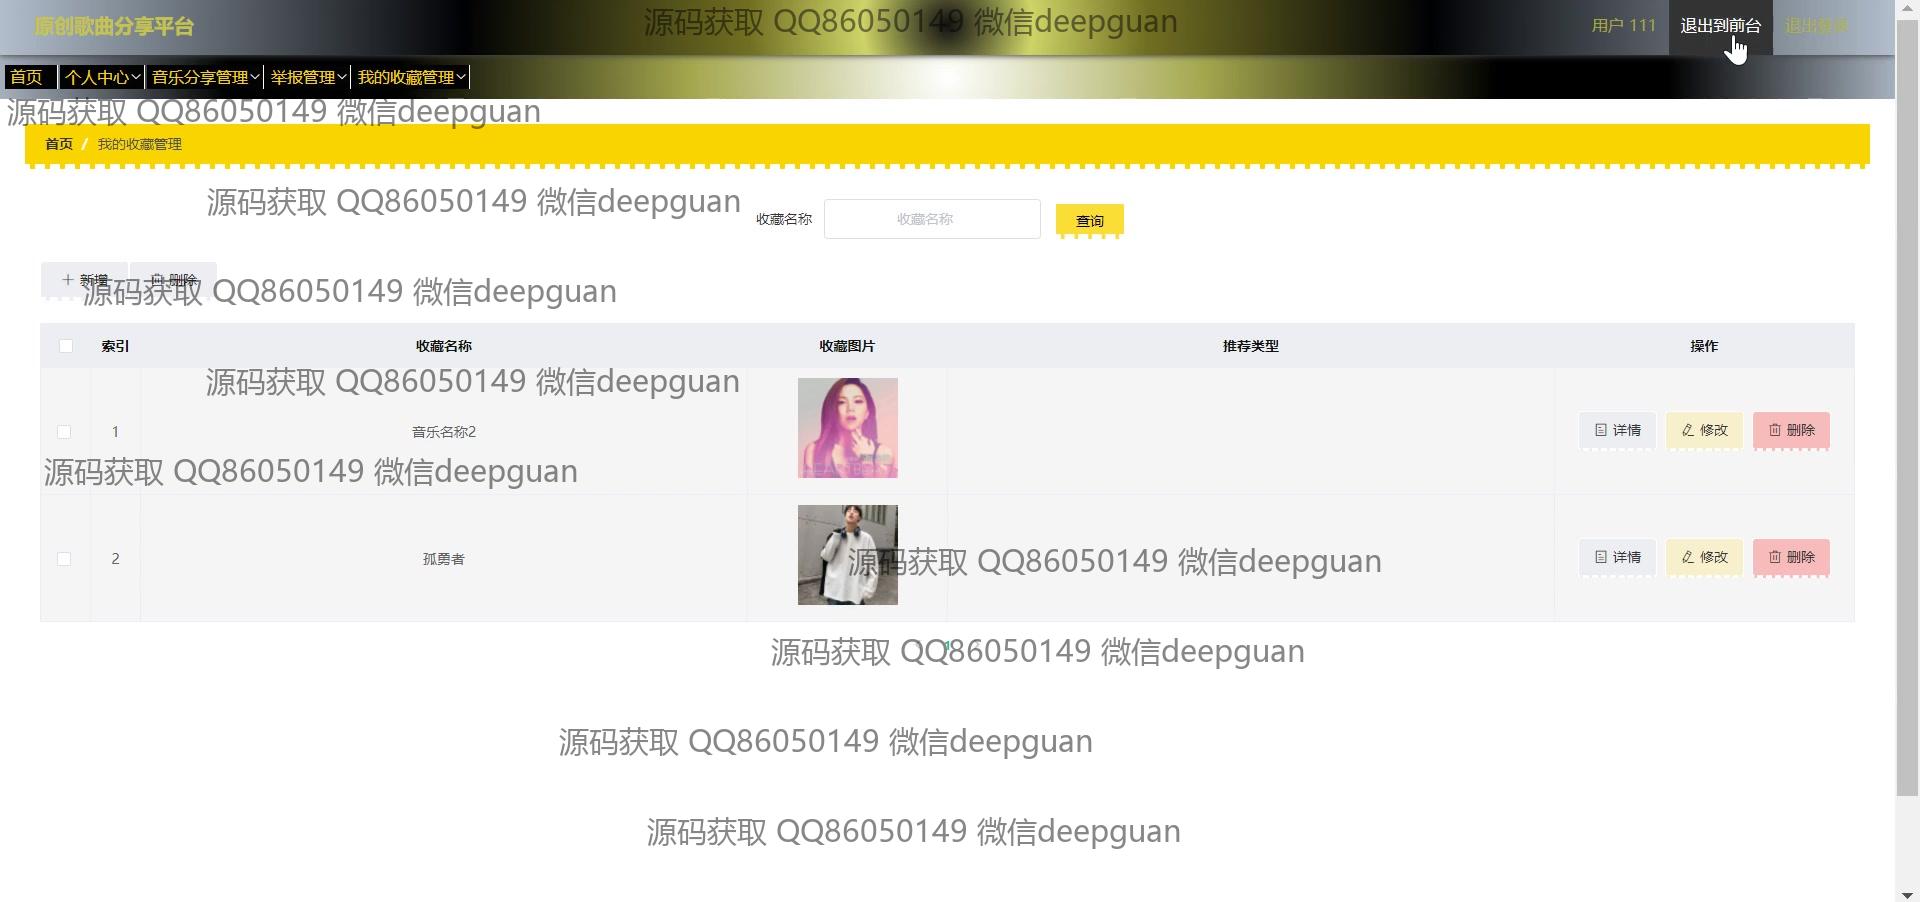 原创歌曲分享平台
源码获取 QQ86050149 微信deepguan
用户 111
退出到前台
退出登录
首页
个人中心
音乐分享管理
举报管理
我的收藏管理
源码获取 QQ86050149 微信deepguan
首页 / 我的收藏管理
源码获取 QQ86050149 微信deepguan
收藏名称
收藏名称
查询
新增
删除
源码获取 QQ86050149 微信deepguan
索引 收藏名称 收藏图片 推荐类型 操作
源码获取 QQ86050149 微信deepguan
1 音乐名称2 详情 修改 删除
源码获取 QQ86050149 微信deepguan
2 孤勇者 详情 修改 删除
源码获取 QQ86050149 微信deepguan
1
源码获取 QQ86050149 微信deepguan
源码获取 QQ86050149 微信deepguan
源码获取 QQ86050149 微信deepguan